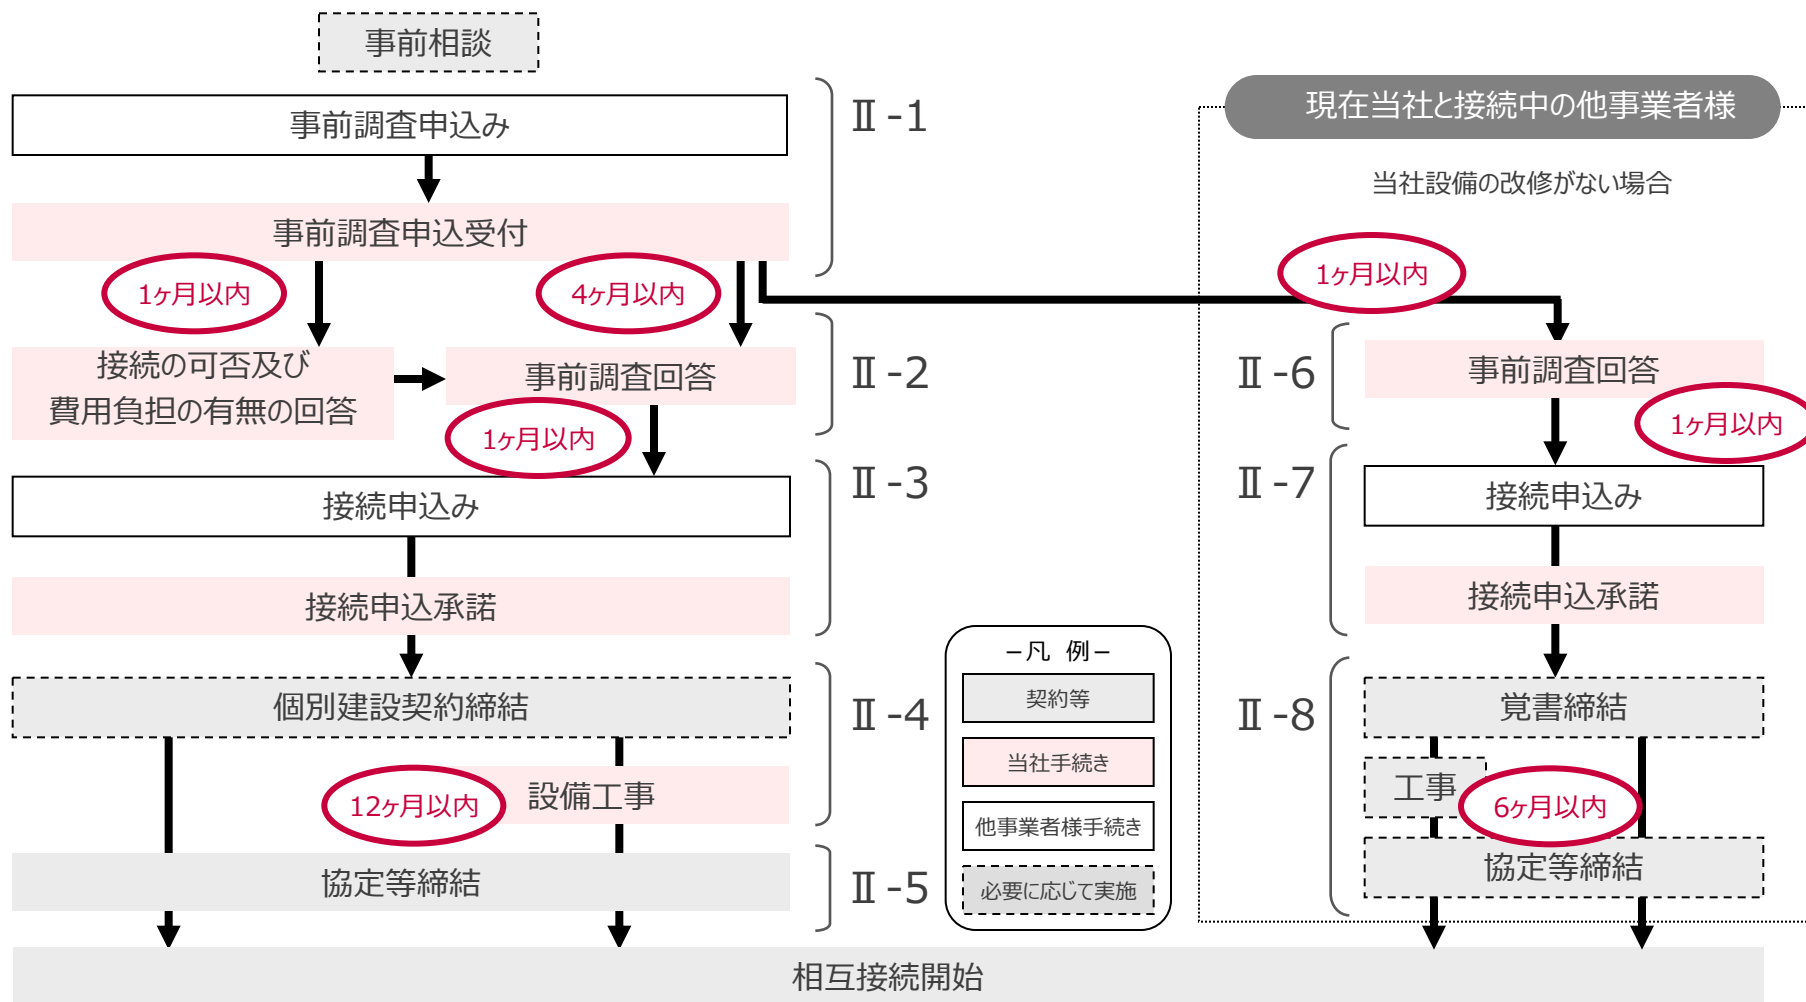 事前相談
事前調査申込み
Ⅱ-1
事前調査申込受付
1ヶ月以内
4ヶ月以内
接続の可否及び
費用負担の有無の回答
事前調査回答
Ⅱ-2
1ヶ月以内
接続申込み
Ⅱ-3
接続申込承諾
個別建設契約締結
Ⅱ-4
12ヶ月以内
設備工事
協定等締結
Ⅱ-5
－凡 例－
契約等
当社手続き
他事業者様手続き
必要に応じて実施
現在当社と接続中の他事業者様
当社設備の改修がない場合
1ヶ月以内
Ⅱ-6
事前調査回答
1ヶ月以内
Ⅱ-7
接続申込み
接続申込承諾
Ⅱ-8
覚書締結
工事
6ヶ月以内
協定等締結
相互接続開始